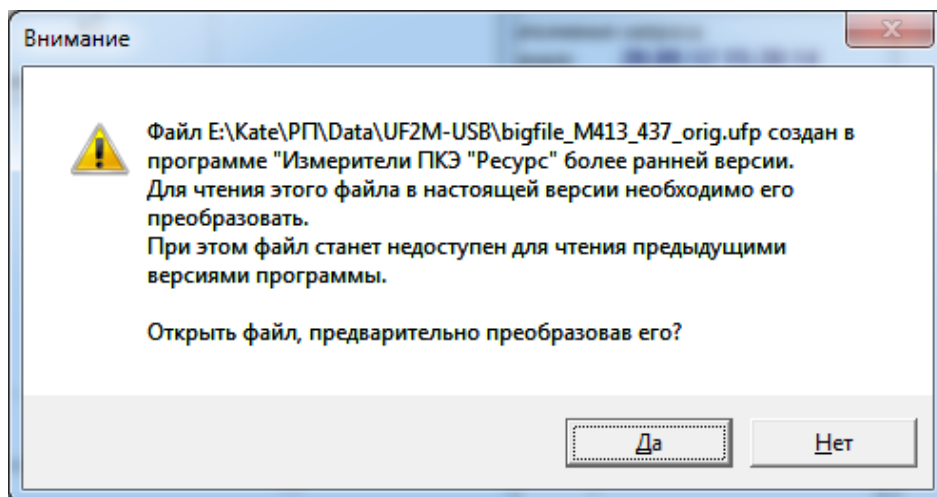 Внимание
Файл E:\Kate\РП\Data\UF2M-USB\bigfile_M413_437_orig.ufp создан в
программе "Измерители ПКЭ "Ресурс" более ранней версии.
Для чтения этого файла в настоящей версии необходимо его
преобразовать.
При этом файл станет недоступен для чтения предыдущими
версиями программы.
Открыть файл, предварительно преобразовав его?
Да
Нет